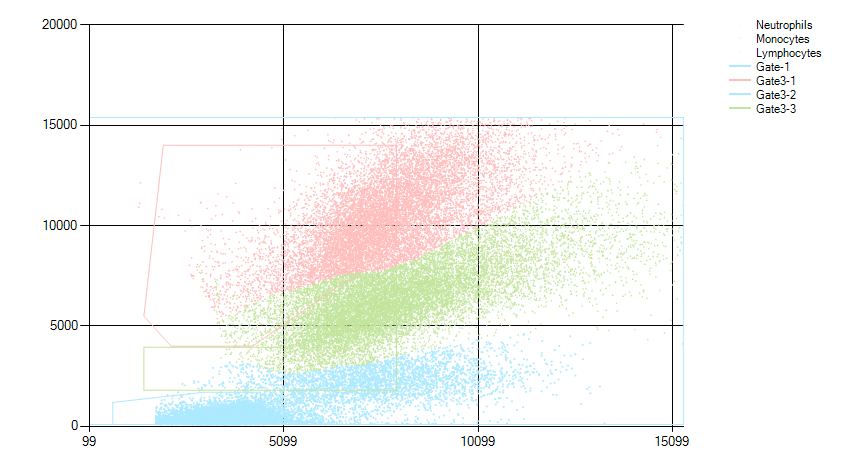 20000
15000
10000
5000
0
99
5099
10099
15099
Neutrophils
Monocytes
Lymphocytes
Gate-1
Gate3-1
Gate3-2
Gate3-3